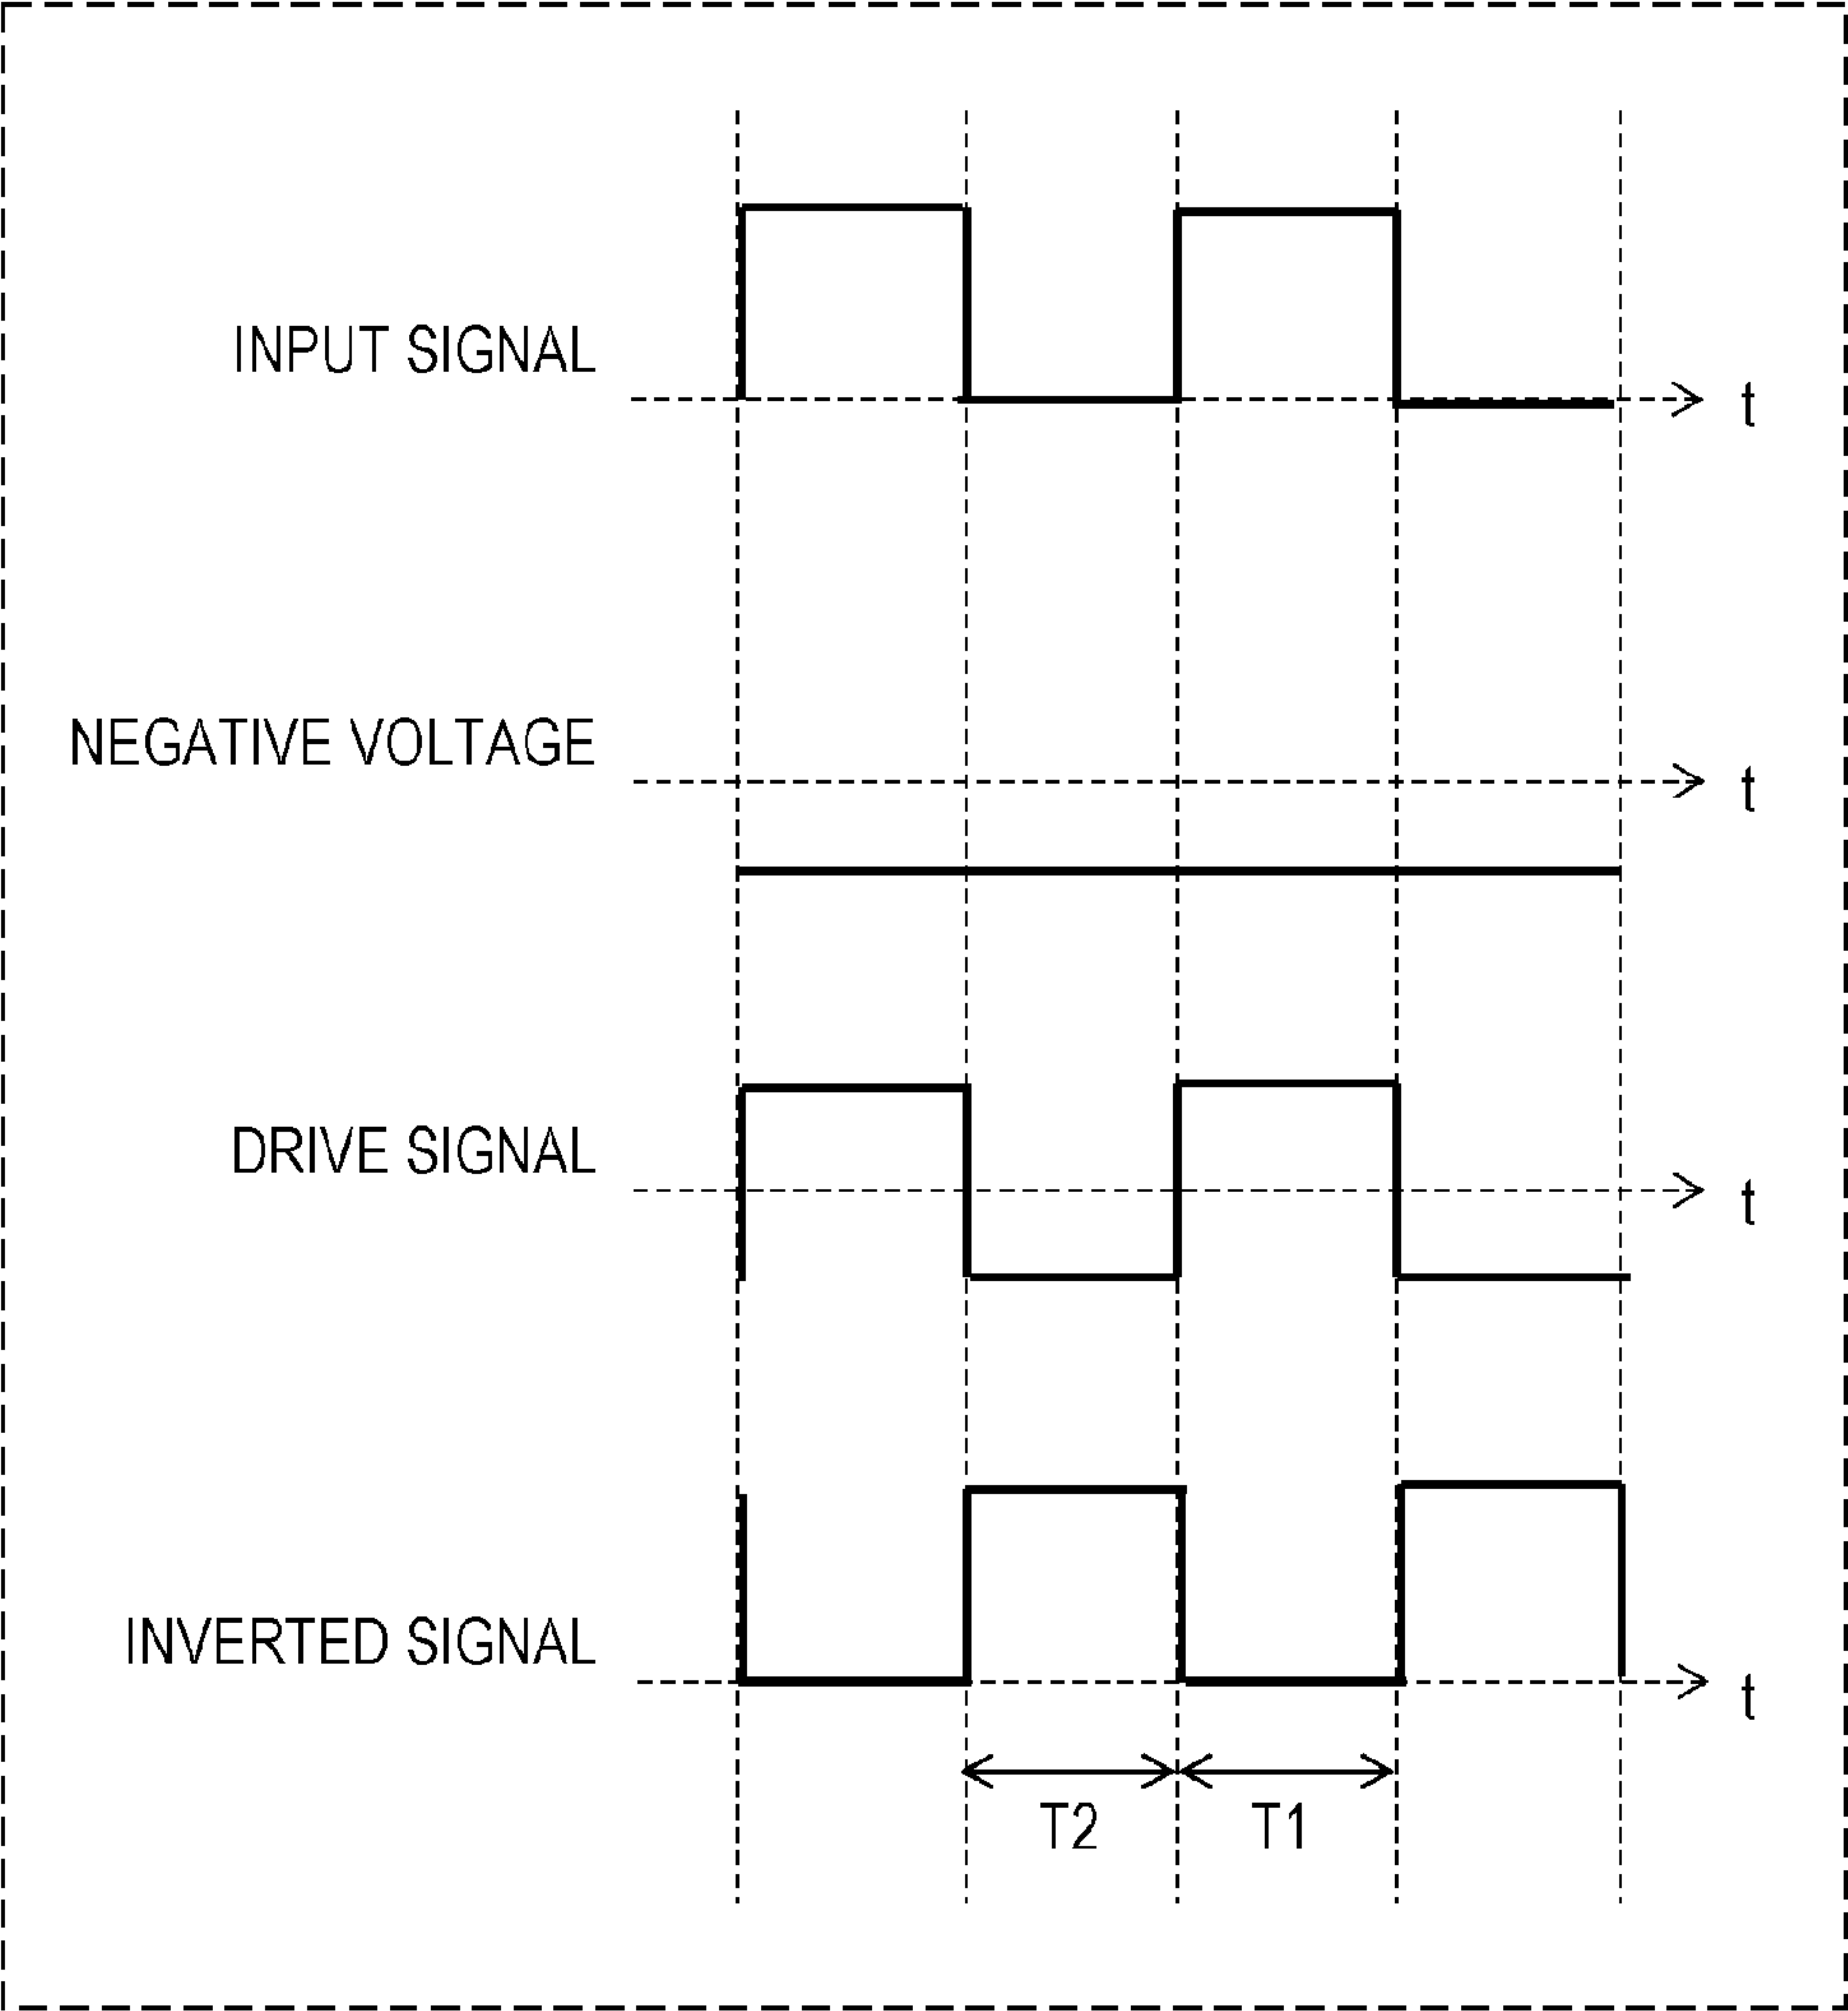 INPUT SIGNAL
t
NEGATIVE VOLTAGE
t
DRIVE SIGNAL
t
INVERTED SIGNAL
t
T2
T1